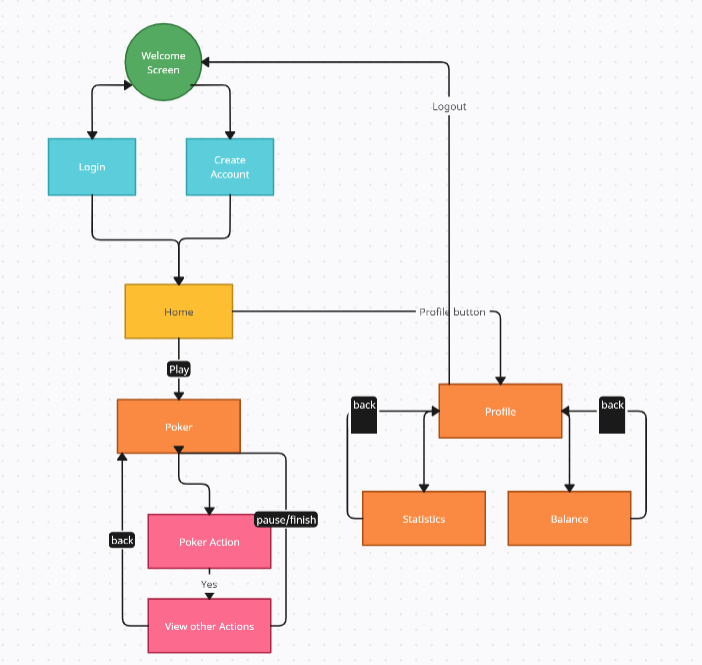 Welcome
Screen
Logout
Login
Create
Account
Home
Profile button
Play
back
back
Profile
Poker
pause/finish
Statistics
Balance
back
Poker Action
Yes
View other Actions